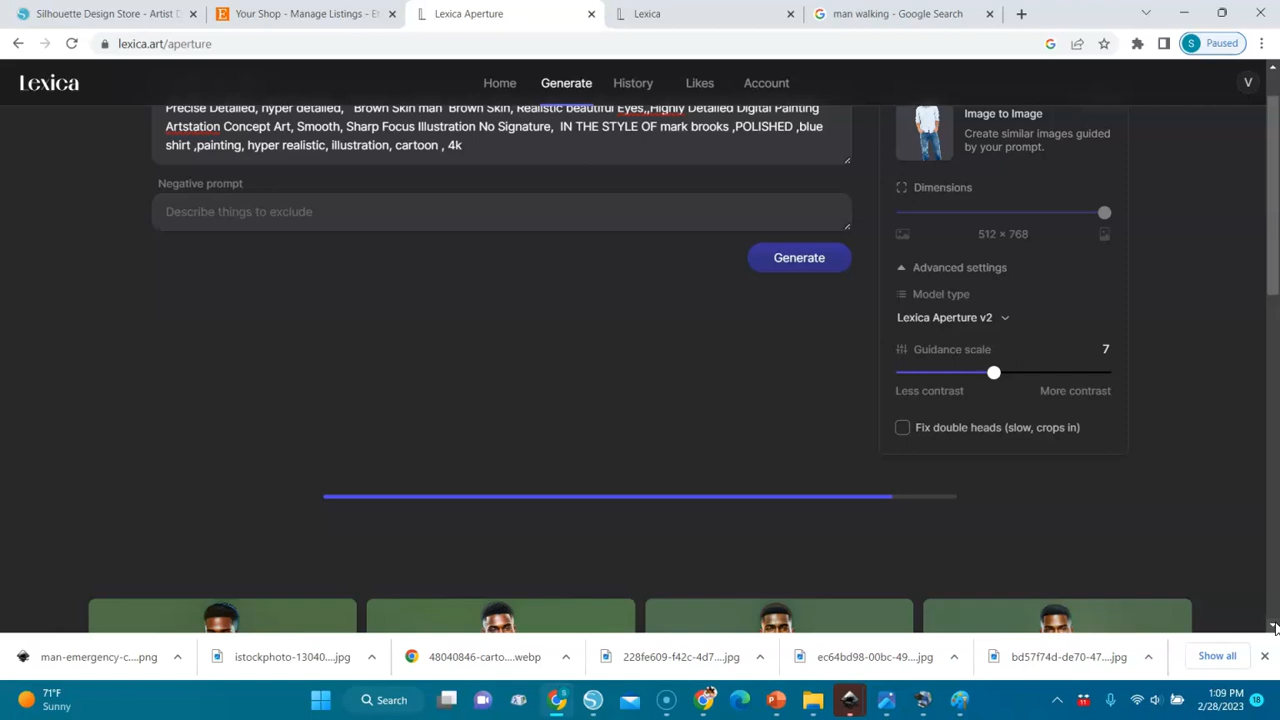 Silhouette Design Store - Artist D
Your Shop - Manage Listings - Et
Lexica Aperture
Lexica
man walking - Google Search
lexica.art/aperture
S Paused
Lexica
Home
Generate
History
Likes
Account
V
Precise Detailed, hyper detailed, Brown Skin man Brown Skin, Realistic beautiful Eyes,,Highly Detailed Digital Painting
Artstation Concept Art, Smooth, Sharp Focus Illustration No Signature, IN THE STYLE OF mark brooks ,POLISHED ,blue
shirt ,painting, hyper realistic, illustration, cartoon , 4k
Image to Image
Create similar images guided
by your prompt.
Negative prompt
Describe things to exclude
Generate
Dimensions
512 × 768
Advanced settings
Model type
Lexica Aperture v2
Guidance scale 7
Less contrast More contrast
Fix double heads (slow, crops in)
man-emergency-c....png
istockphoto-13040....jpg
48040846-carto....webp
228fe609-f42c-4d7....jpg
ec64bd98-00bc-49....jpg
bd57f74d-de70-47....jpg
Show all
71°F
Sunny
Search
1:09 PM
2/28/2023
18